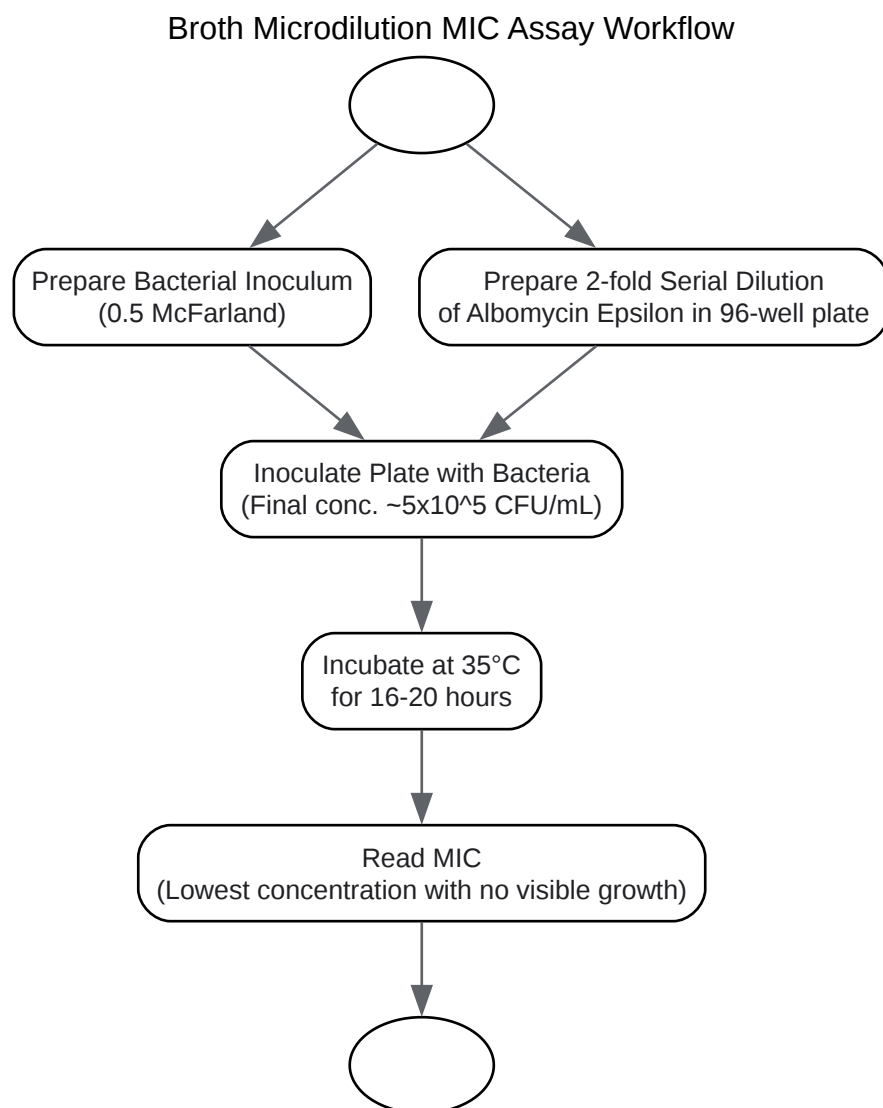 Broth Microdilution MIC Assay Workflow
Prepare Bacterial Inoculum
(0.5 McFarland)
Prepare 2-fold Serial Dilution
of Albomycin Epsilon in 96-well plate
Inoculate Plate with Bacteria
(Final conc. ~5x10^5 CFU/mL)
Incubate at 35°C
for 16-20 hours
Read MIC
(Lowest concentration with no visible growth)